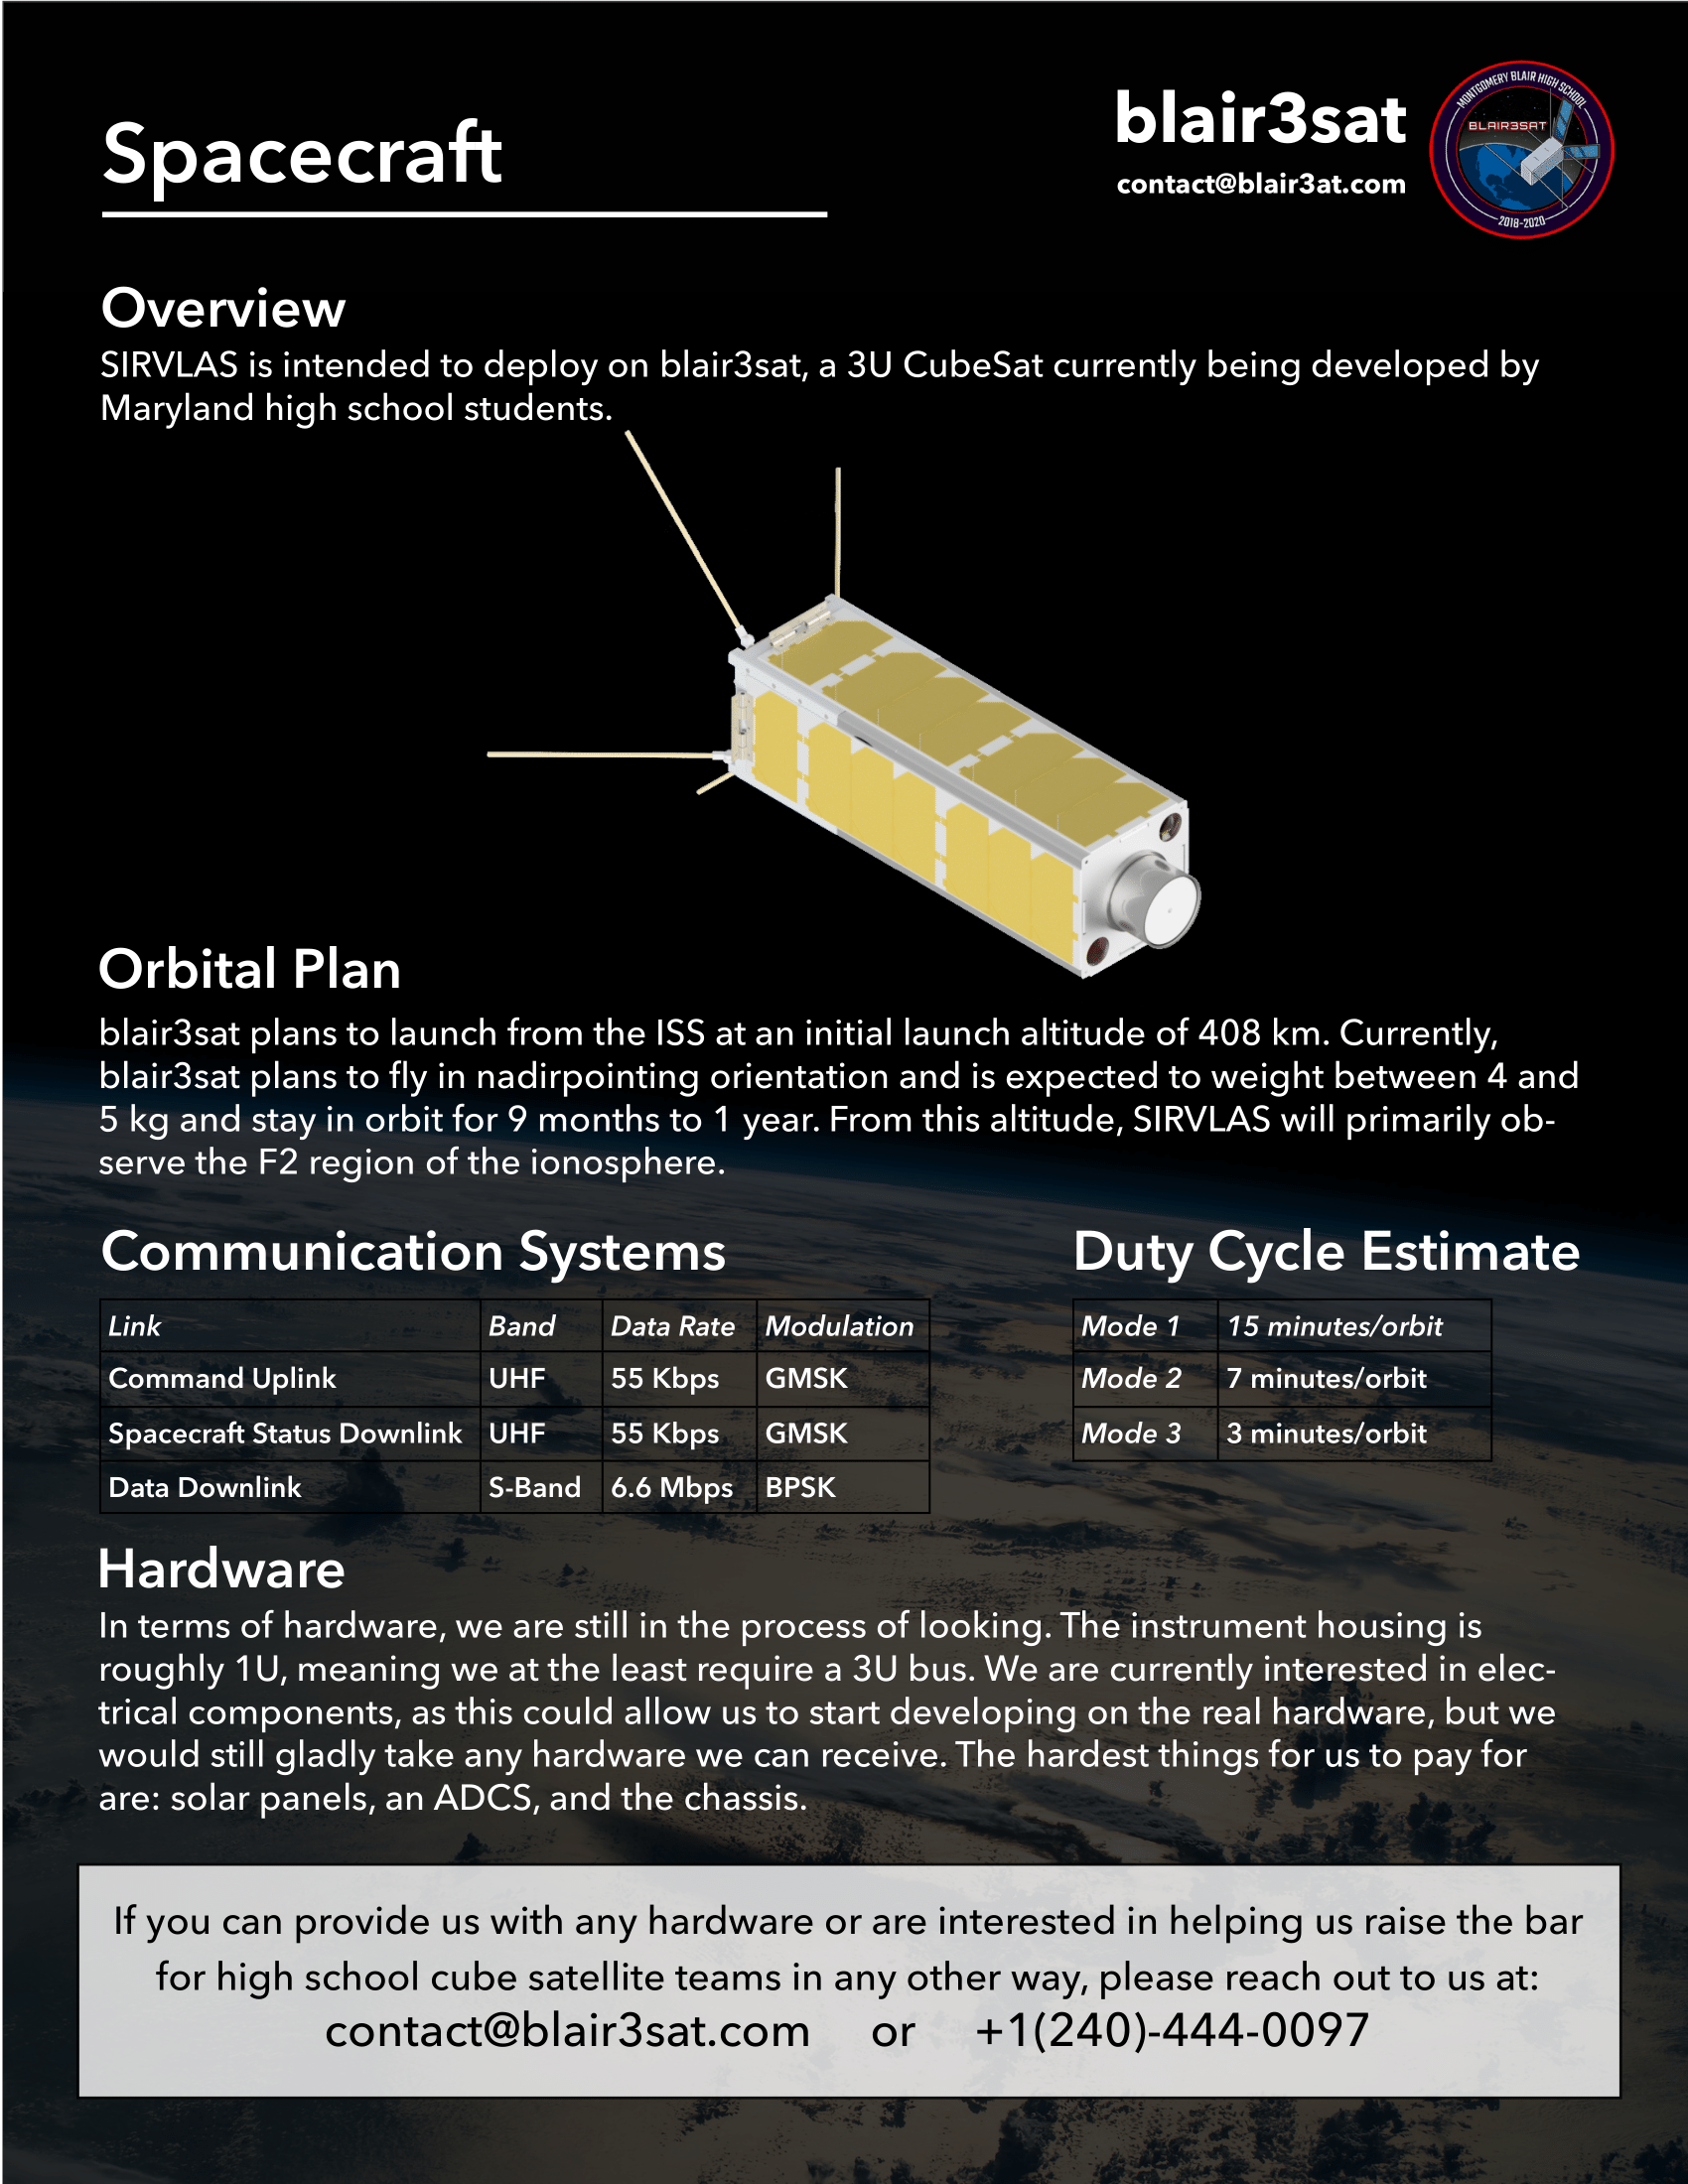 Spacecraft
blair3sat
contact@blair3at.com
MONTGOMERY BLAIR HIGH SCHOOL
BLAIR3SAT
2018-2020
Overview
SIRVLAS is intended to deploy on blair3sat, a 3U CubeSat currently being developed by
Maryland high school students.
Orbital Plan
blair3sat plans to launch from the ISS at an initial launch altitude of 408 km. Currently,
blair3sat plans to fly in nadirpointing orientation and is expected to weight between 4 and
5 kg and stay in orbit for 9 months to 1 year. From this altitude, SIRVLAS will primarily ob-
serve the F2 region of the ionosphere.
Communication Systems
Link Band Data Rate Modulation
Command Uplink UHF 55 Kbps GMSK
Spacecraft Status Downlink UHF 55 Kbps GMSK
Data Downlink S-Band 6.6 Mbps BPSK
Duty Cycle Estimate
Mode 1 15 minutes/orbit
Mode 2 7 minutes/orbit
Mode 3 3 minutes/orbit
Hardware
In terms of hardware, we are still in the process of looking. The instrument housing is
roughly 1U, meaning we at the least require a 3U bus. We are currently interested in elec-
trical components, as this could allow us to start developing on the real hardware, but we
would still gladly take any hardware we can receive. The hardest things for us to pay for
are: solar panels, an ADCS, and the chassis.
If you can provide us with any hardware or are interested in helping us raise the bar
for high school cube satellite teams in any other way, please reach out to us at:
contact@blair3sat.com or +1(240)-444-0097